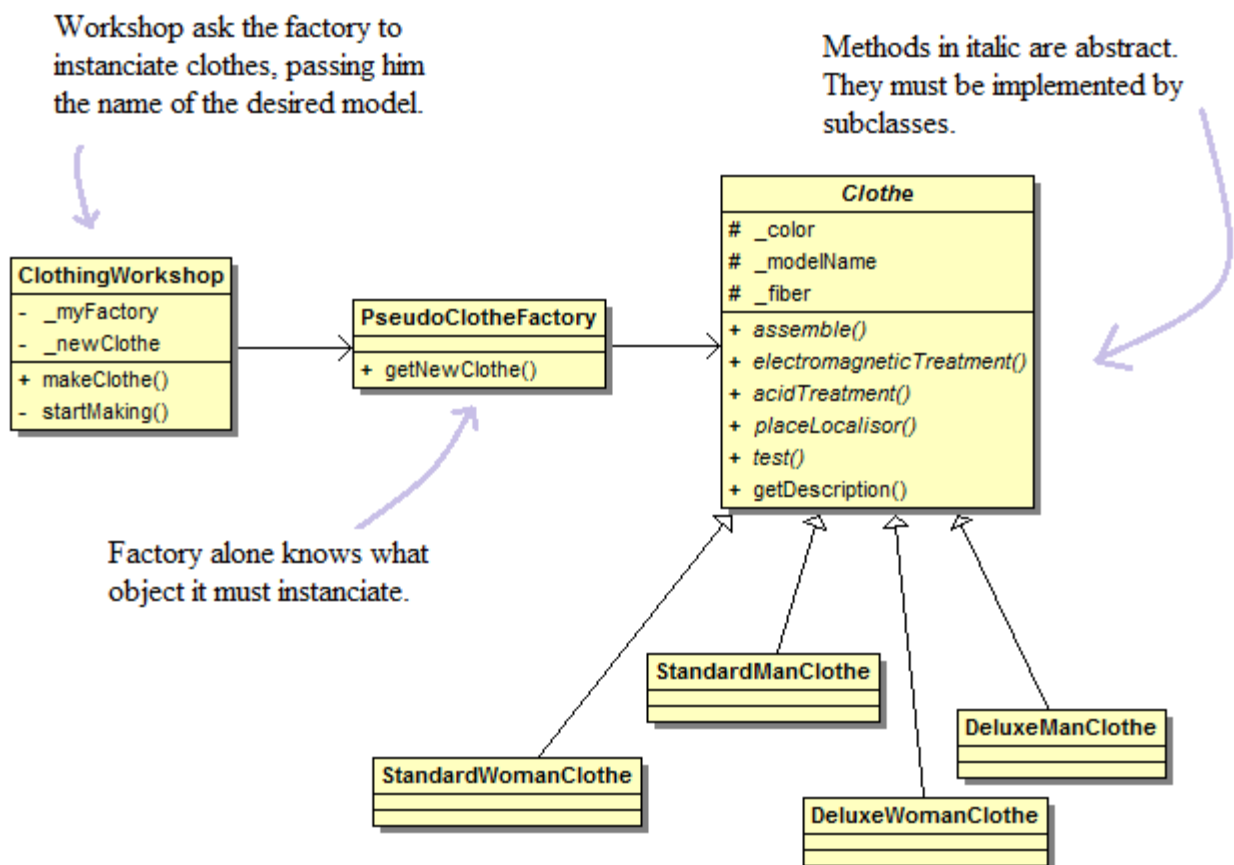 Workshop ask the factory to
instanciate clothes, passing him
the name of the desired model.
Methods in italic are abstract.
They must be implemented by
subclasses.
ClothingWorkshop
- _myFactory
- _newClothe
+ makeClothe()
- startMaking()
PseudoClotheFactory
+ getNewClothe()
Clothe
# _color
# _modelName
# _fiber
+ assemble()
+ electromagneticTreatment()
+ acidTreatment()
+ placeLocalisor()
+ test()
+ getDescription()
Factory alone knows what
object it must instanciate.
StandardManClothe
DeluxeManClothe
StandardWomanClothe
DeluxeWomanClothe